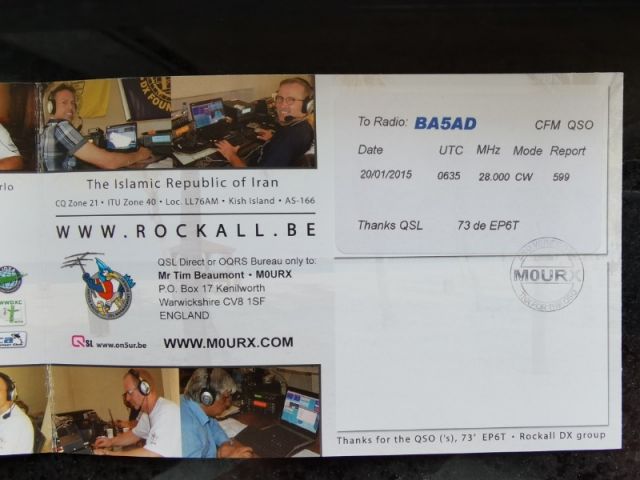 DX FOUN
rlo
The Islamic Republic of Iran
CQ Zone 21 • ITU Zone 40 • Loc. LL76AM • Kish Island • AS-166
WWW.ROCKALL.BE
QSL Direct or OQRS Bureau only to:
Mr Tim Beaumont • M0URX
P.O. Box 17 Kenilworth
Warwickshire CV8 1SF
ENGLAND
QSL www.on5ur.be
WWW.M0URX.COM
To Radio: BA5AD CFM QSO
Date UTC MHz Mode Report
20/01/2015 0635 28.000 CW 599
Thanks QSL 73 de EP6T
M0URX
Thanks for the QSO ('s), 73' EP6T • Rockall DX group